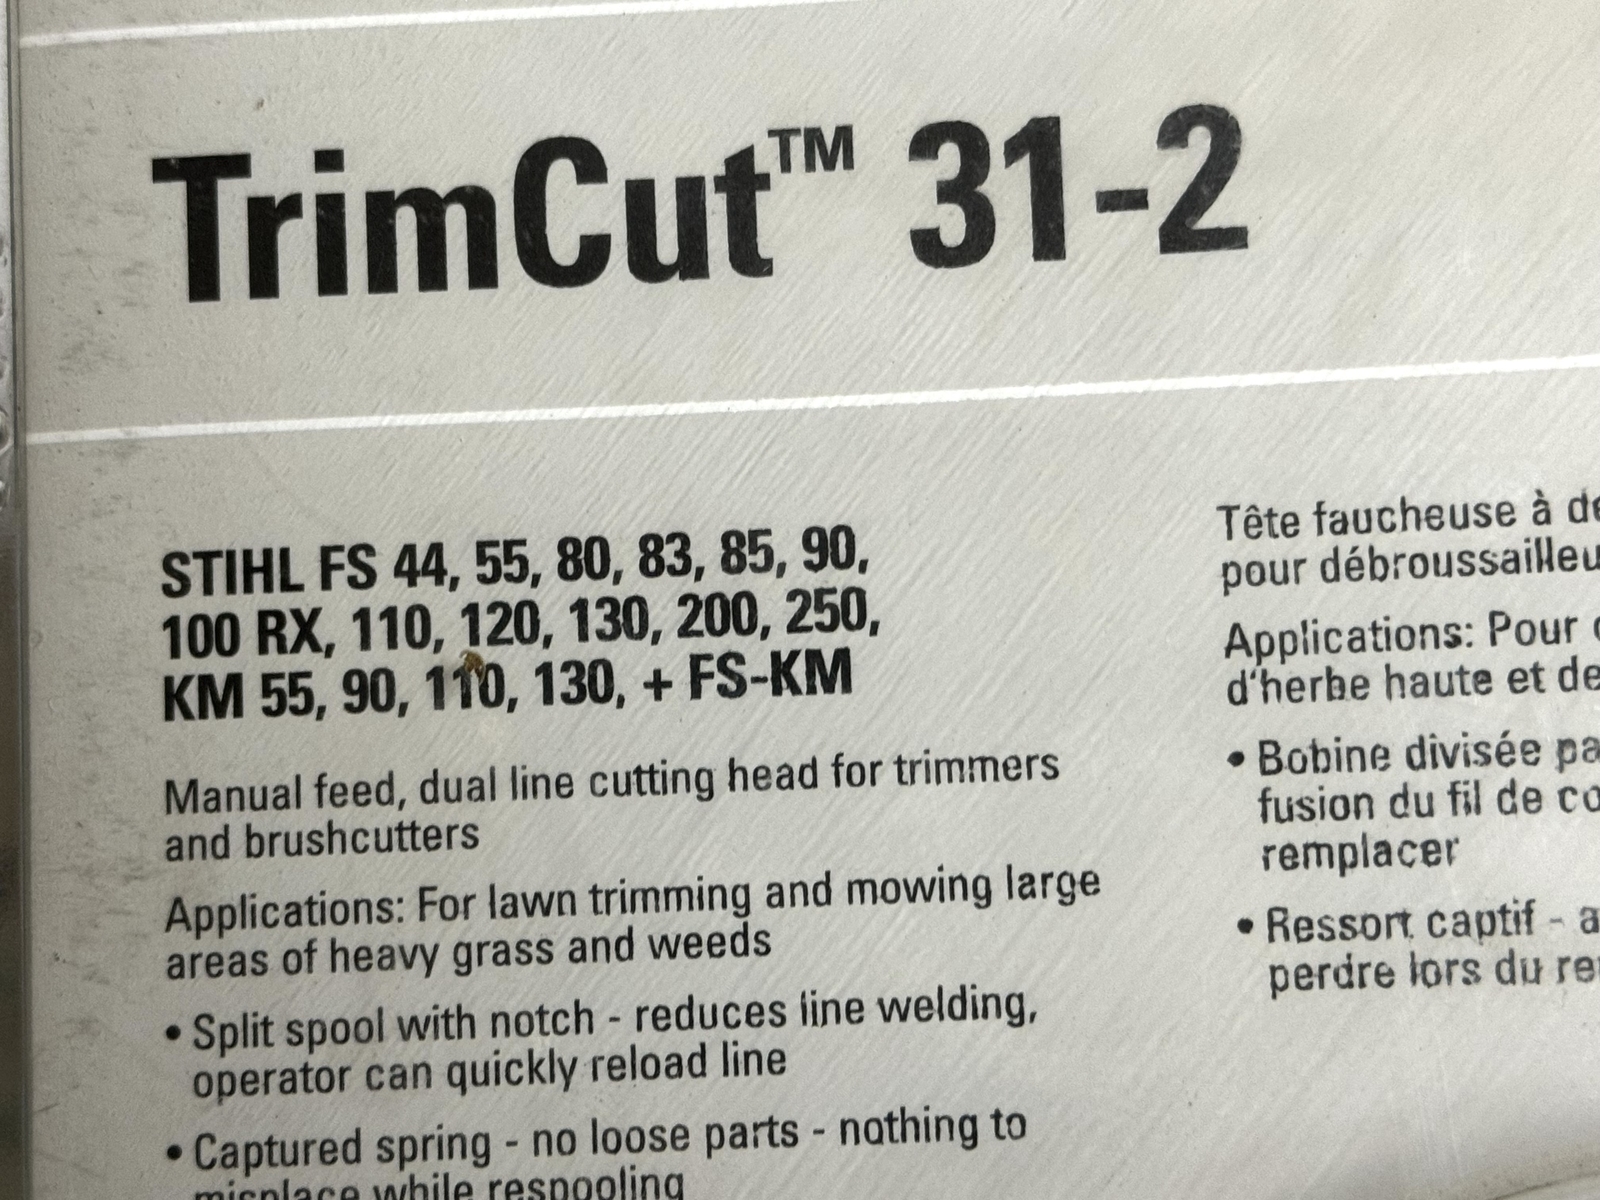 TrimCut™ 31-2
STIHL FS 44, 55, 80, 83, 85, 90,
100 RX, 110, 120, 130, 200, 250,
KM 55, 90, 110, 130, + FS-KM
Manual feed, dual line cutting head for trimmers
and brushcutters
Applications: For lawn trimming and mowing large
areas of heavy grass and weeds
• Split spool with notch - reduces line welding,
operator can quickly reload line
• Captured spring - no loose parts - nothing to
misplace while respooling
Tête faucheuse à
pour
Applications: Pour
d'herbe haute et
• Bobine divisée
fusion du fil de
remplacer
• Ressort captif -
perdre lors du